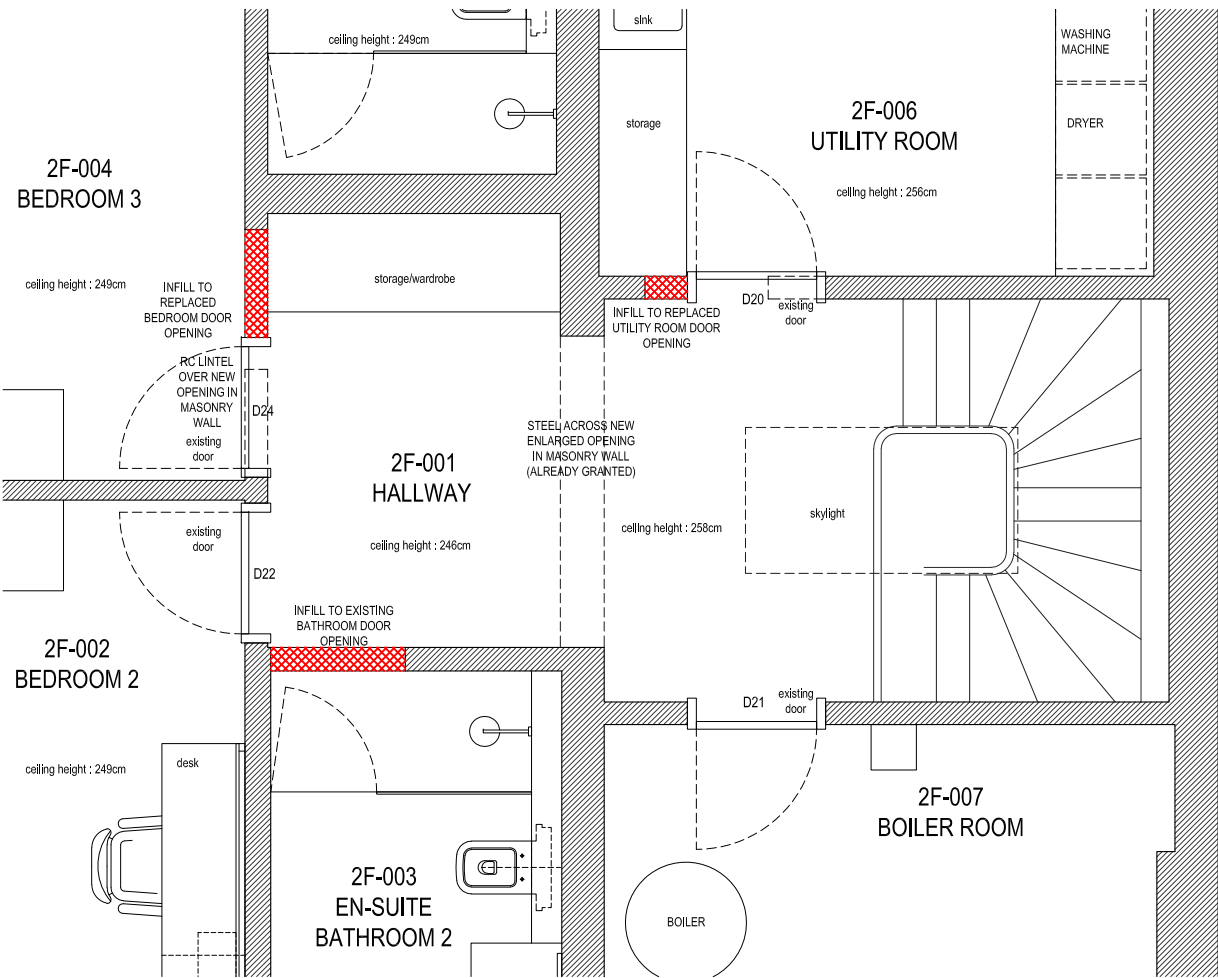 sink
ceiling height : 249cm
WASHING
MACHINE
2F-006
UTILITY ROOM
storage
DRYER
ceiling height : 256cm
2F-004
BEDROOM 3
ceiling height : 249cm
INFILL TO
REPLACED
BEDROOM DOOR
OPENING
storage/wardrobe
D20
existing
door
INFILL TO REPLACED
UTILITY ROOM DOOR
OPENING
RC LINTEL
OVER NEW
OPENING IN
MASONRY
WALL
D24
existing
door
STEEL ACROSS NEW
ENLARGED OPENING
IN MASONRY WALL
(ALREADY GRANTED)
2F-001
HALLWAY
ceiling height : 246cm
ceiling height : 258cm
skylight
existing
door
D22
INFILL TO EXISTING
BATHROOM DOOR
OPENING
2F-002
BEDROOM 2
ceiling height : 249cm
desk
D21
existing
door
2F-007
BOILER ROOM
2F-003
EN-SUITE
BATHROOM 2
BOILER